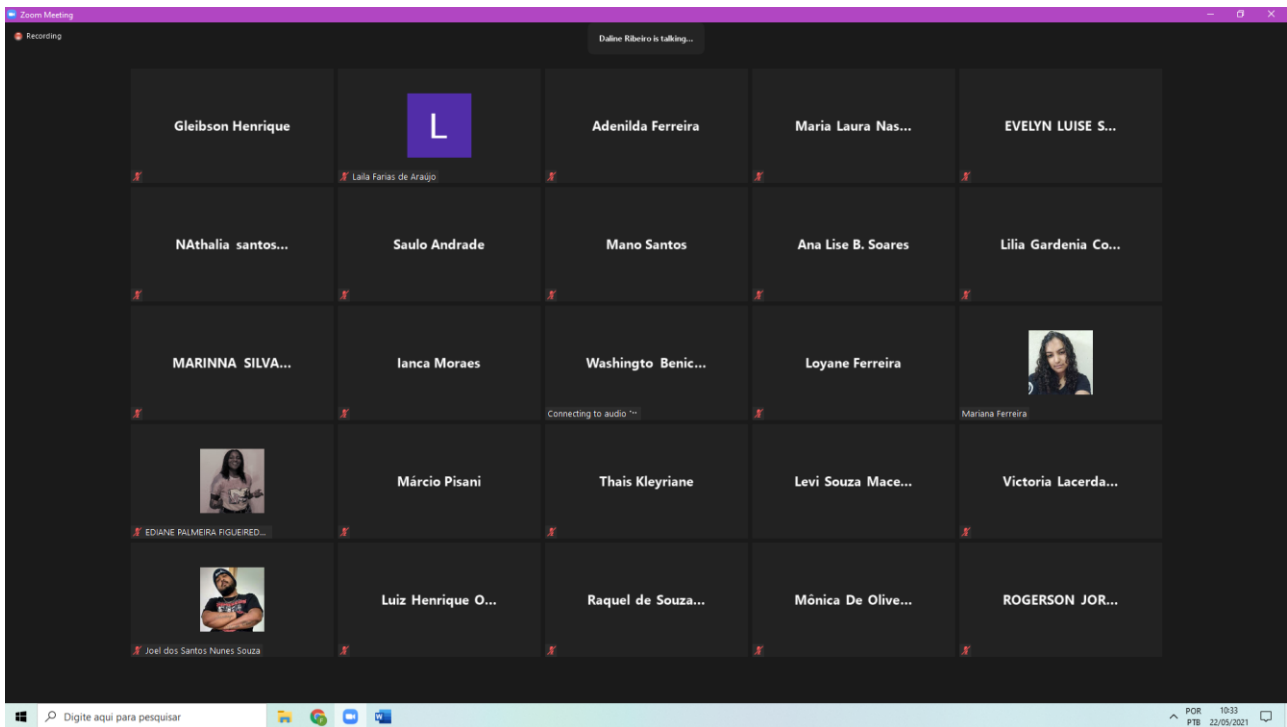 Zoom Meeting
Recording
Daline Ribeiro is talking...
Gleibson Henrique
L
Laila Farias de Araújo
Adenilda Ferreira
Maria Laura Nas...
EVELYN LUISE S...
NAthalia santos...
Saulo Andrade
Mano Santos
Ana Lise B. Soares
Lilia Gardenia Co...
MARINNA SILVA...
Ianca Moraes
Washingto Benic...
Connecting to audio
Loyane Ferreira
Mariana Ferreira
EDIANE PALMEIRA FIGUEIRED...
Márcio Pisani
Thais Kleyriane
Levi Souza Mace...
Victoria Lacerda...
Joel dos Santos Nunes Souza
Luiz Henrique O...
Raquel de Souza...
Mônica De Olive...
ROGERSON JOR...
Digite aqui para pesquisar
POR 10:33
PTB 22/05/2021